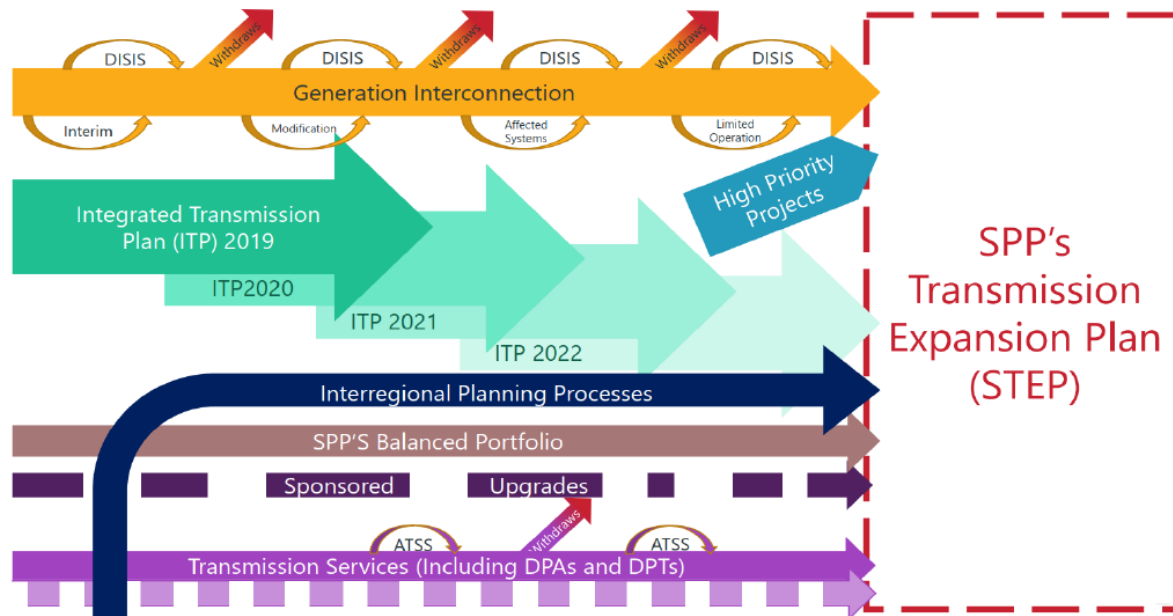 DISIS
Withdraws
DISIS
Withdraws
DISIS
Withdraws
DISIS
Generation Interconnection
Interim
Modification
Affected
Systems
Limited
Operation
High Priority
Projects
Integrated Transmission
Plan (ITP) 2019
ITP2020
ITP 2021
ITP 2022
SPP’s
Transmission
Expansion Plan
(STEP)
Interregional Planning Processes
SPP'S Balanced Portfolio
Sponsored Upgrades
Withdraws
ATSS
ATSS
Transmission Services (Including DPAs and DPTs)